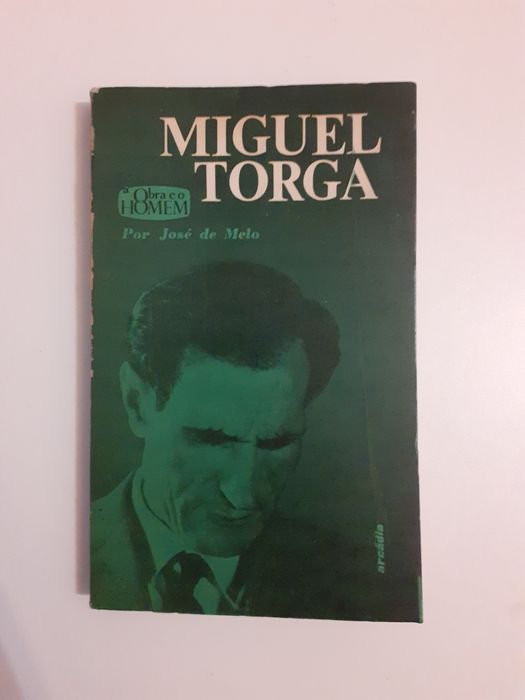 MIGUEL
TORGA
a Obra e o
HOMEM
Por José de Melo
arcádia